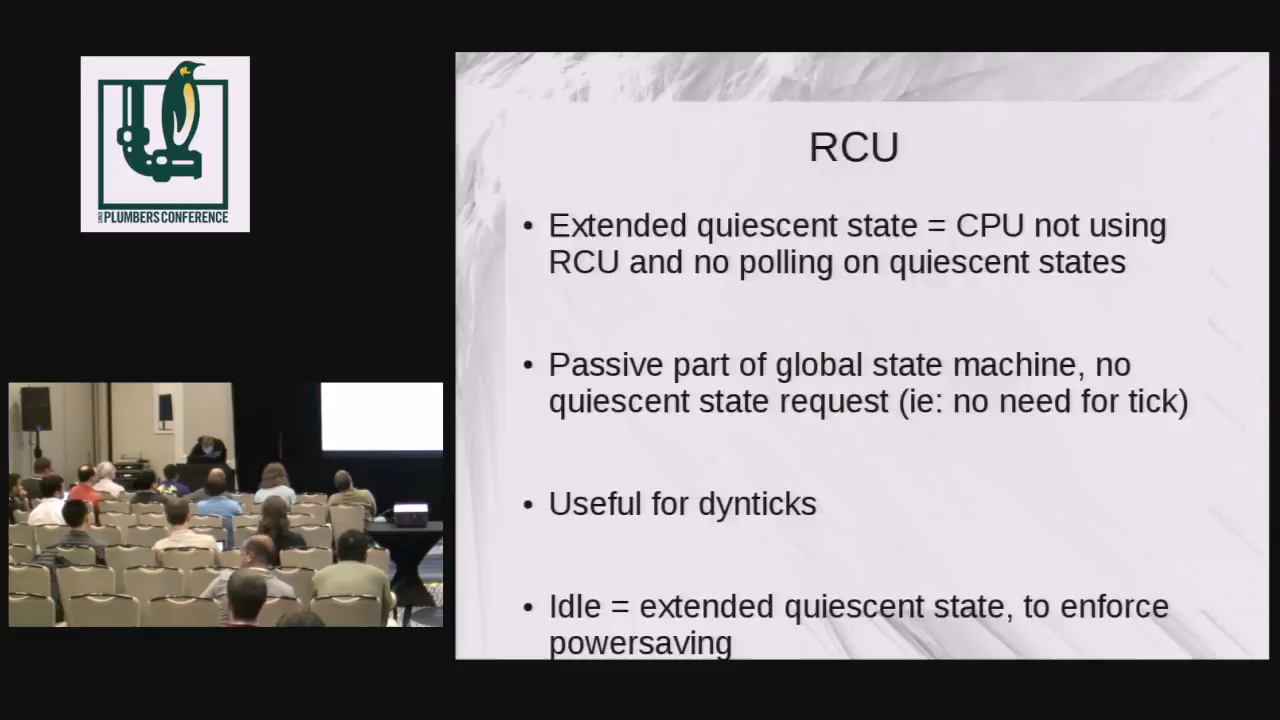 PLUMBERS CONFERENCE
RCU
• Extended quiescent state = CPU not using
RCU and no polling on quiescent states
• Passive part of global state machine, no
quiescent state request (ie: no need for tick)
• Useful for dynticks
• Idle = extended quiescent state, to enforce
powersaving